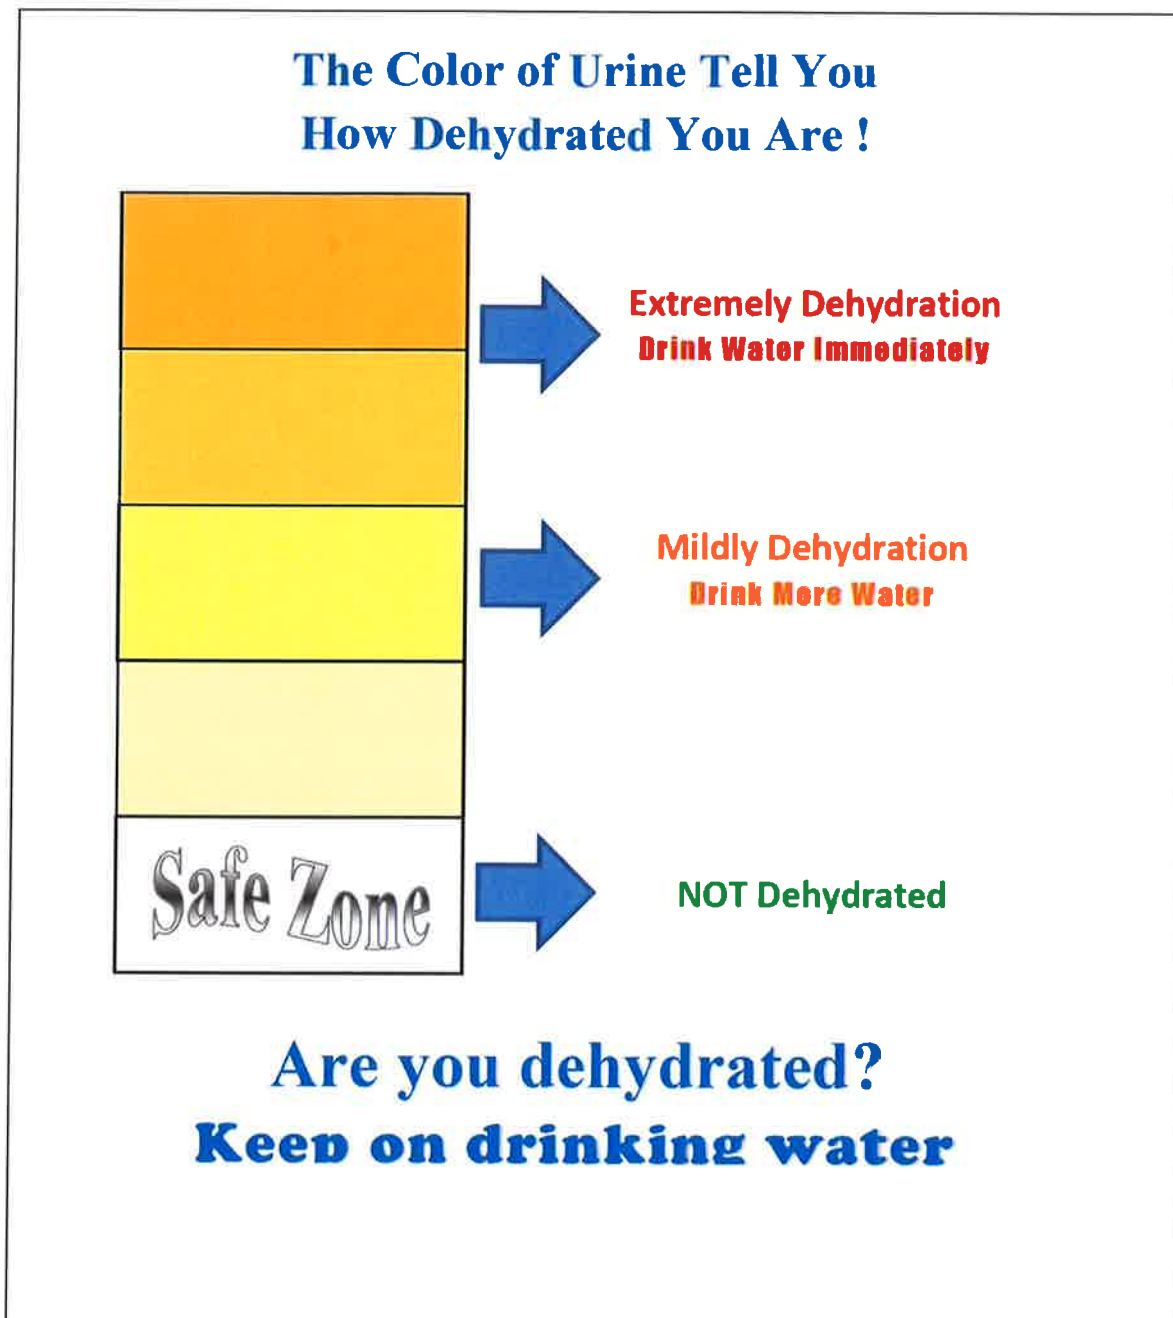 The Color of Urine Tell You
How Dehydrated You Are !
Extremely Dehydration
Drink Water Immediately
Mildly Dehydration
Drink More Water
Safe Zone
NOT Dehydrated
Are you dehydrated?
Keep on drinking water